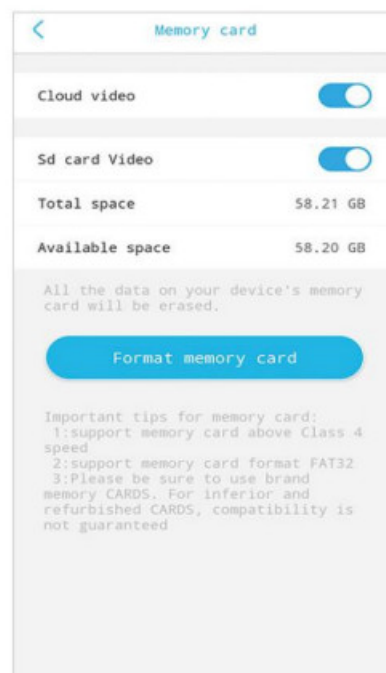 Memory card
Cloud video
Sd card Video
Total space 58.21 GB
Available space 58.20 GB
All the data on your device's memory
card will be erased.
Format memory card
Important tips for memory card:
1:support memory card above Class 4
speed
2:support memory card format FAT32
3:Please be sure to use brand
memory CARDS. For inferior and
refurbished CARDS, compatibility is
not guaranteed